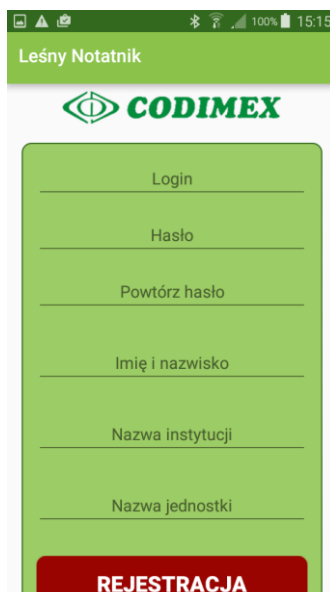 100% 15:15
Leśny Notatnik
CODIMEX
Login
Hasło
Powtórz hasło
Imię i nazwisko
Nazwa instytucji
Nazwa jednostki
REJESTRACJA